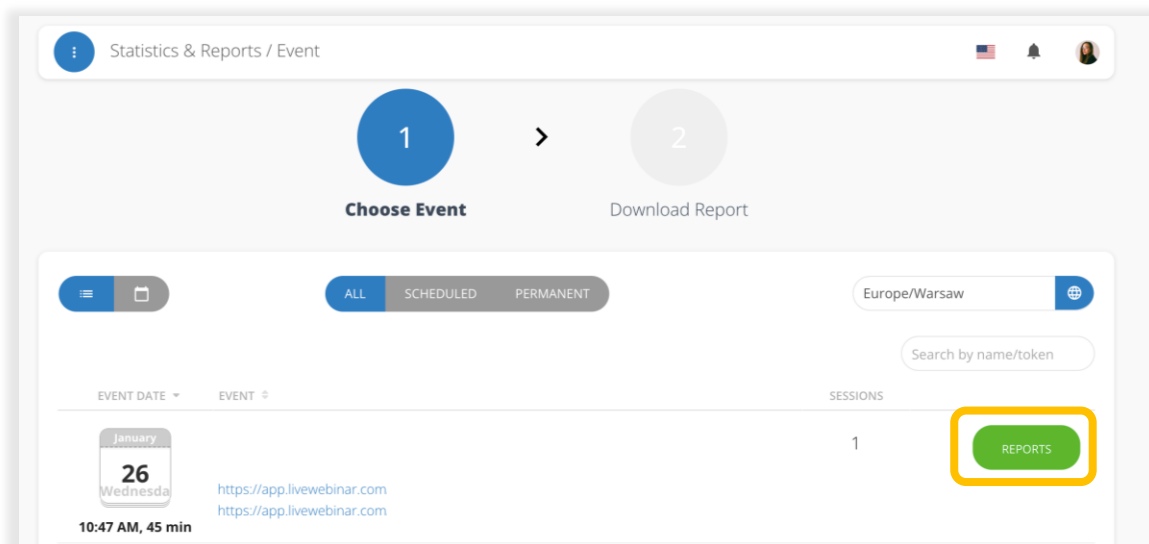 Statistics & Reports / Event
1
2
Choose Event
Download Report
ALL SCHEDULED PERMANENT
Europe/Warsaw
Search by name/token
EVENT DATE EVENT SESSIONS
January
26
Wednesda
10:47 AM, 45 min
https://app.livewebinar.com
https://app.livewebinar.com
1
REPORTS